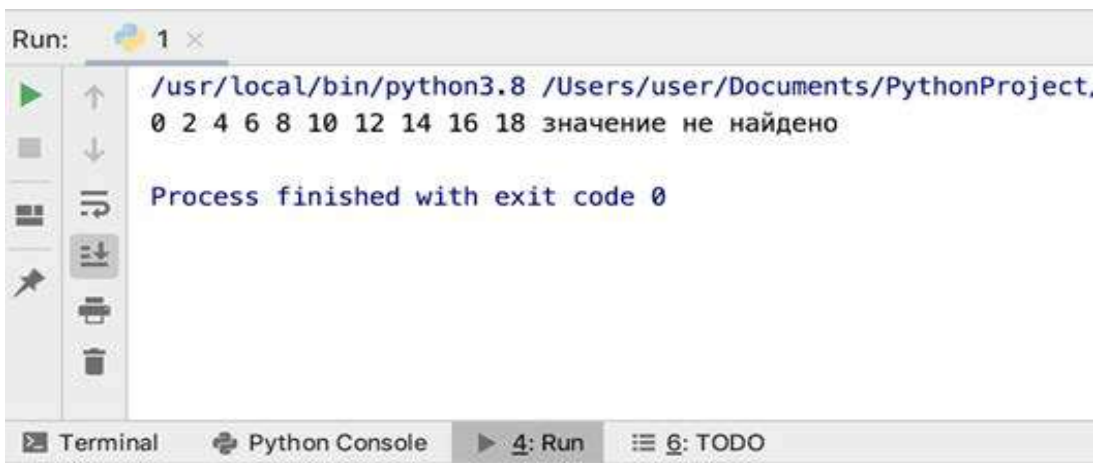 Run: 1
/usr/local/bin/python3.8 /Users/user/Documents/PythonProject/
0 2 4 6 8 10 12 14 16 18 значение не найдено
Process finished with exit code 0
Terminal Python Console 4: Run 6: TODO